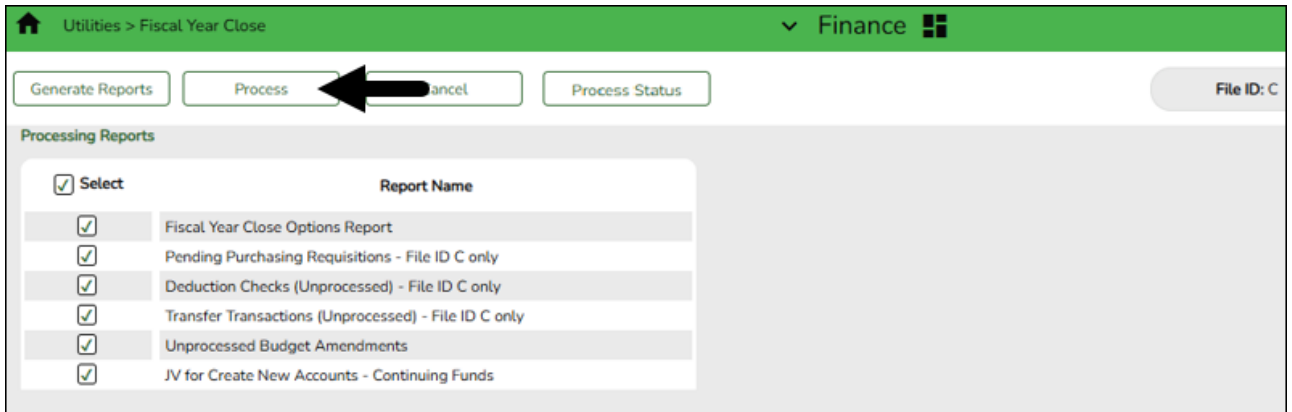 Utilities > Fiscal Year Close
Finance
Generate Reports
Process
ancel
Process Status
File ID: C
Processing Reports
Select
Report Name
Fiscal Year Close Options Report
Pending Purchasing Requisitions - File ID C only
Deduction Checks (Unprocessed) - File ID C only
Transfer Transactions (Unprocessed) - File ID C only
Unprocessed Budget Amendments
JV for Create New Accounts - Continuing Funds